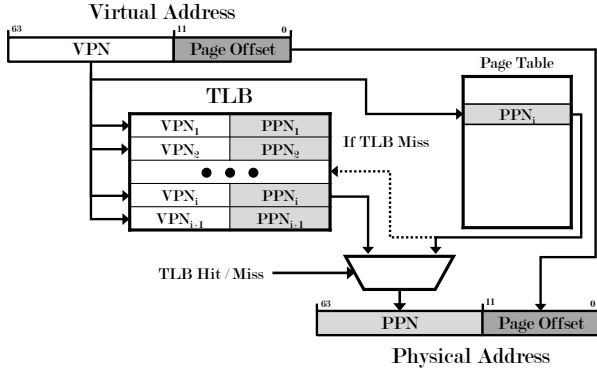 Virtual Address
63 11 0
VPN Page Offset
Page Table
TLB
PPNi
VPN1 PPN1
If TLB Miss
VPN2 PPN2
VPNi PPNi
VPNi+1 PPNi+1
TLB Hit / Miss
63 11 0
PPN Page Offset
Physical Address